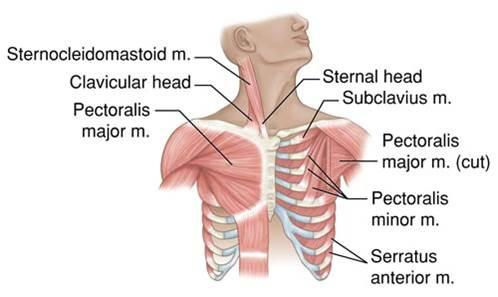 Sternocleidomastoid m.
Clavicular head
Pectoralis
major m.
Sternal head
Subclavius m.
Pectoralis
major m. (cut)
Pectoralis
minor m.
Serratus
anterior m.